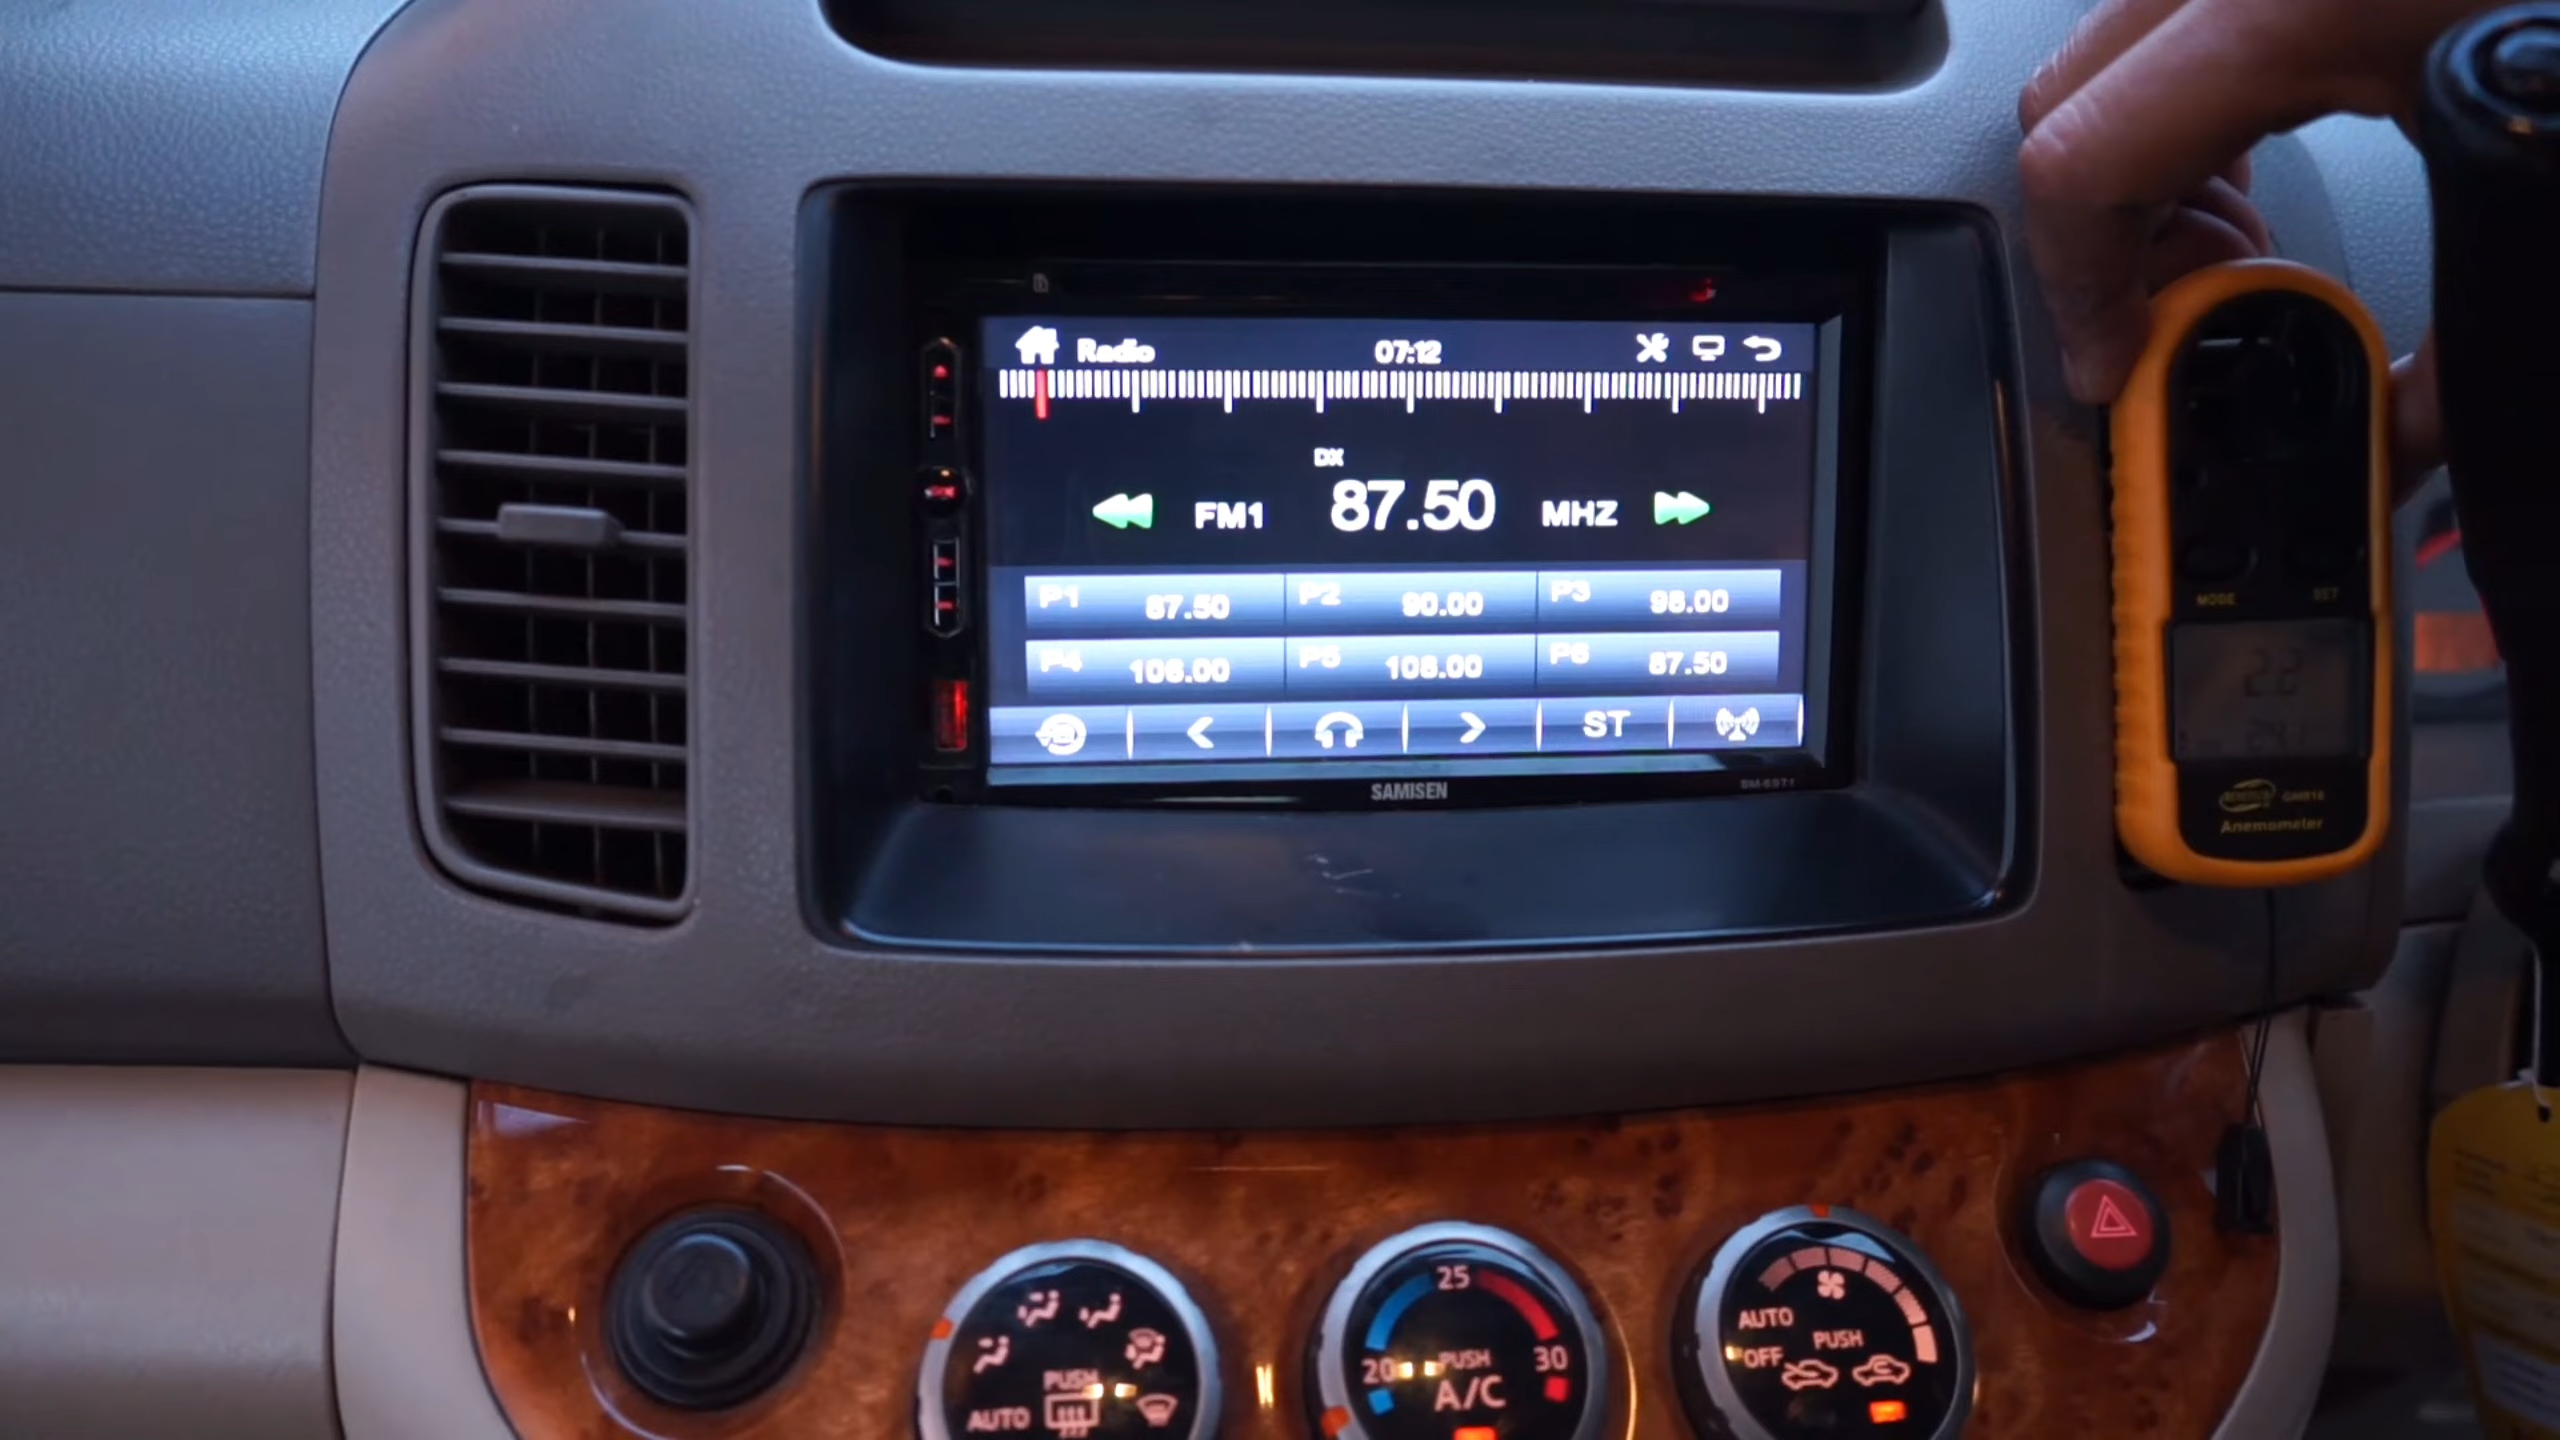 Radio 07:12
DX
FM1 87.50 MHZ
P1 87.50 P2 90.00 P3 98.00
P4 106.00 P5 108.00 P6 87.50
ST
SAMISEN
MODE SET
2.2
Anemometer
PUSH
AUTO
25
20 30
PUSH
A/C
AUTO
OFF
PUSH